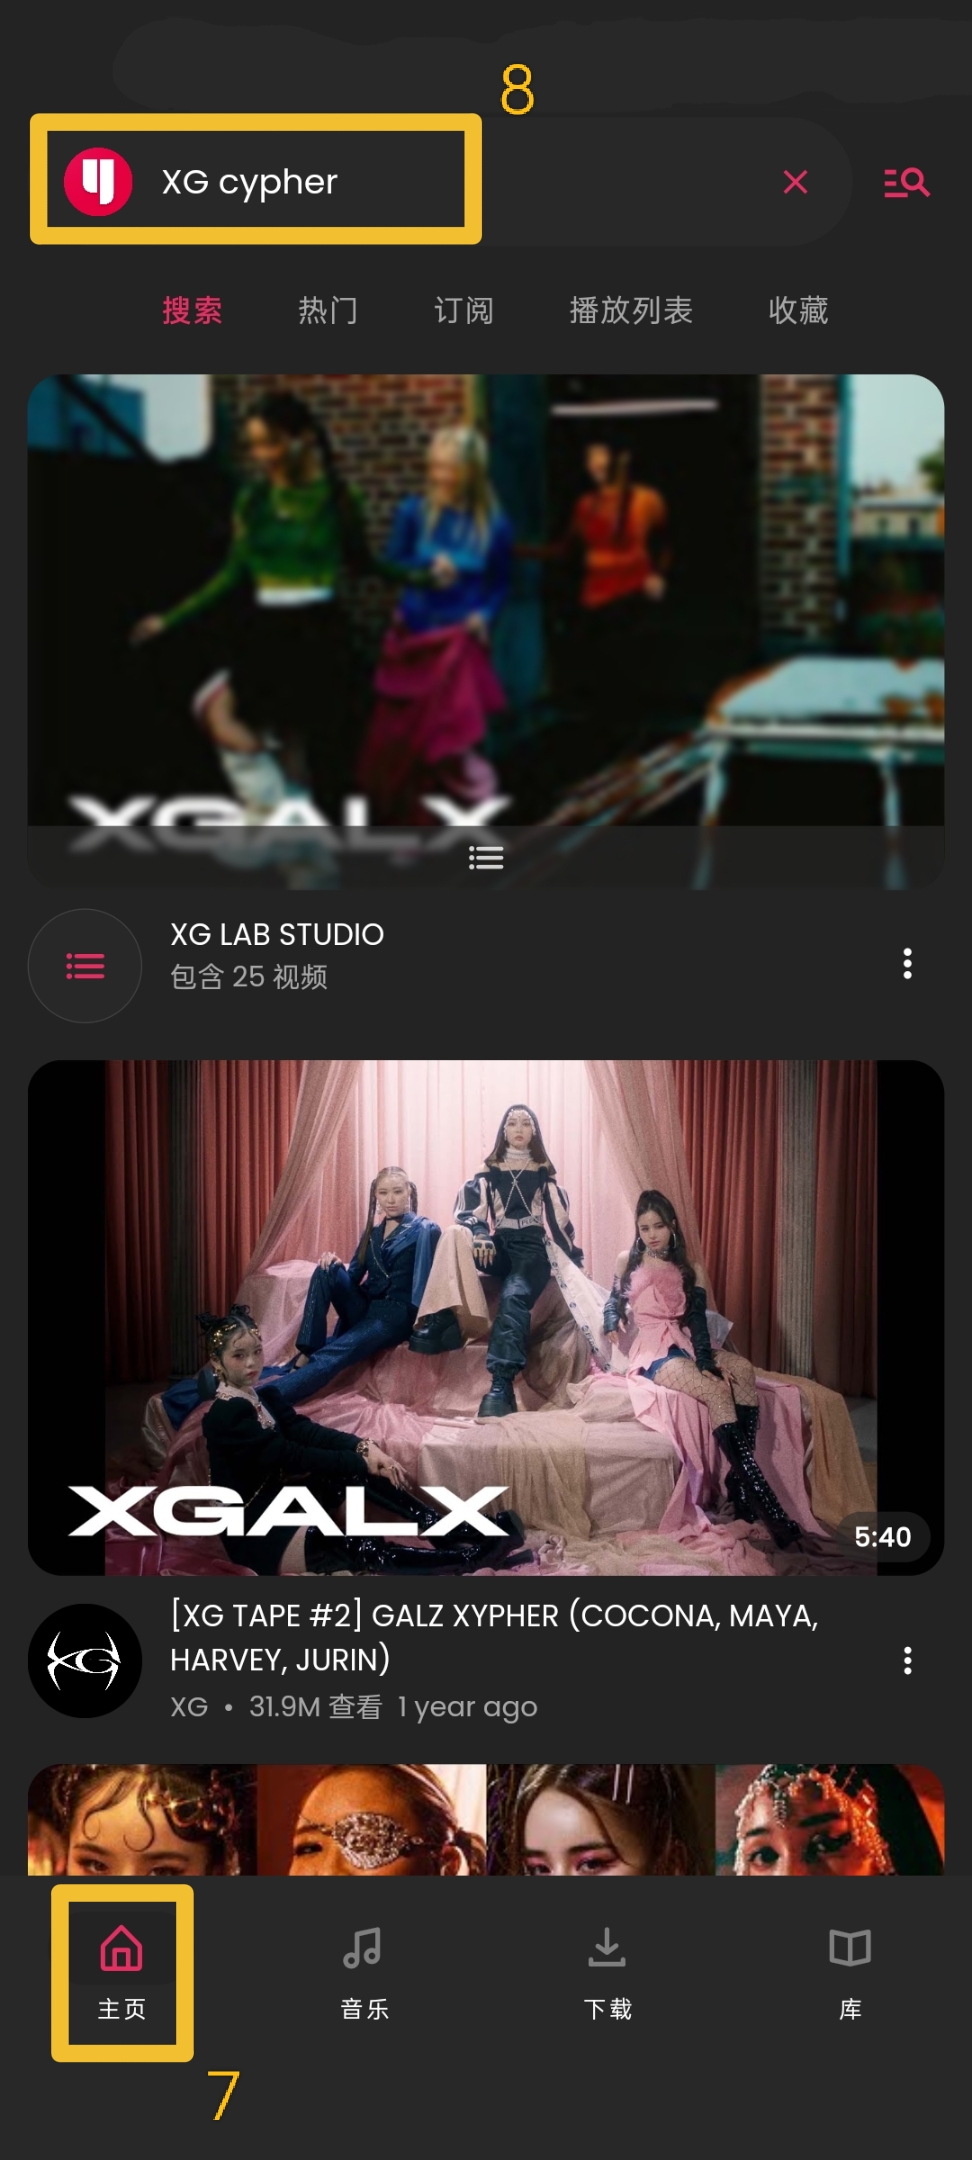 8
XG cypher
搜索 热门 订阅 播放列表 收藏
XGALX
XG LAB STUDIO
包含 25 视频
XGALX
5:40
[XG TAPE #2] GALZ XYPHER (COCONA, MAYA,
HARVEY, JURIN)
XG • 31.9M 查看 1 year ago
主页 音乐 下载 库
7